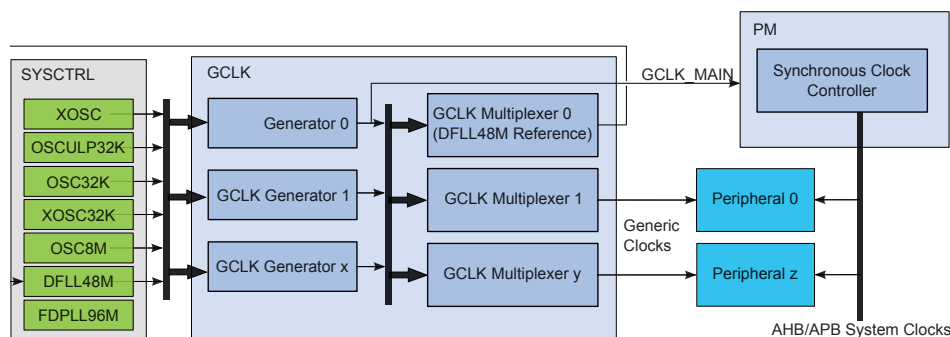 PM
SYSCTRL
GCLK
GCLK_MAIN
Synchronous Clock
Controller
XOSC
Generator 0
GCLK Multiplexer 0
(DFLL48M Reference)
OSCULP32K
OSC32K
GCLK Generator 1
GCLK Multiplexer 1
Peripheral 0
XOSC32K
Generic
Clocks
OSC8M
GCLK Generator x
GCLK Multiplexer y
Peripheral z
DFLL48M
FDPLL96M
AHB/APB System Clocks